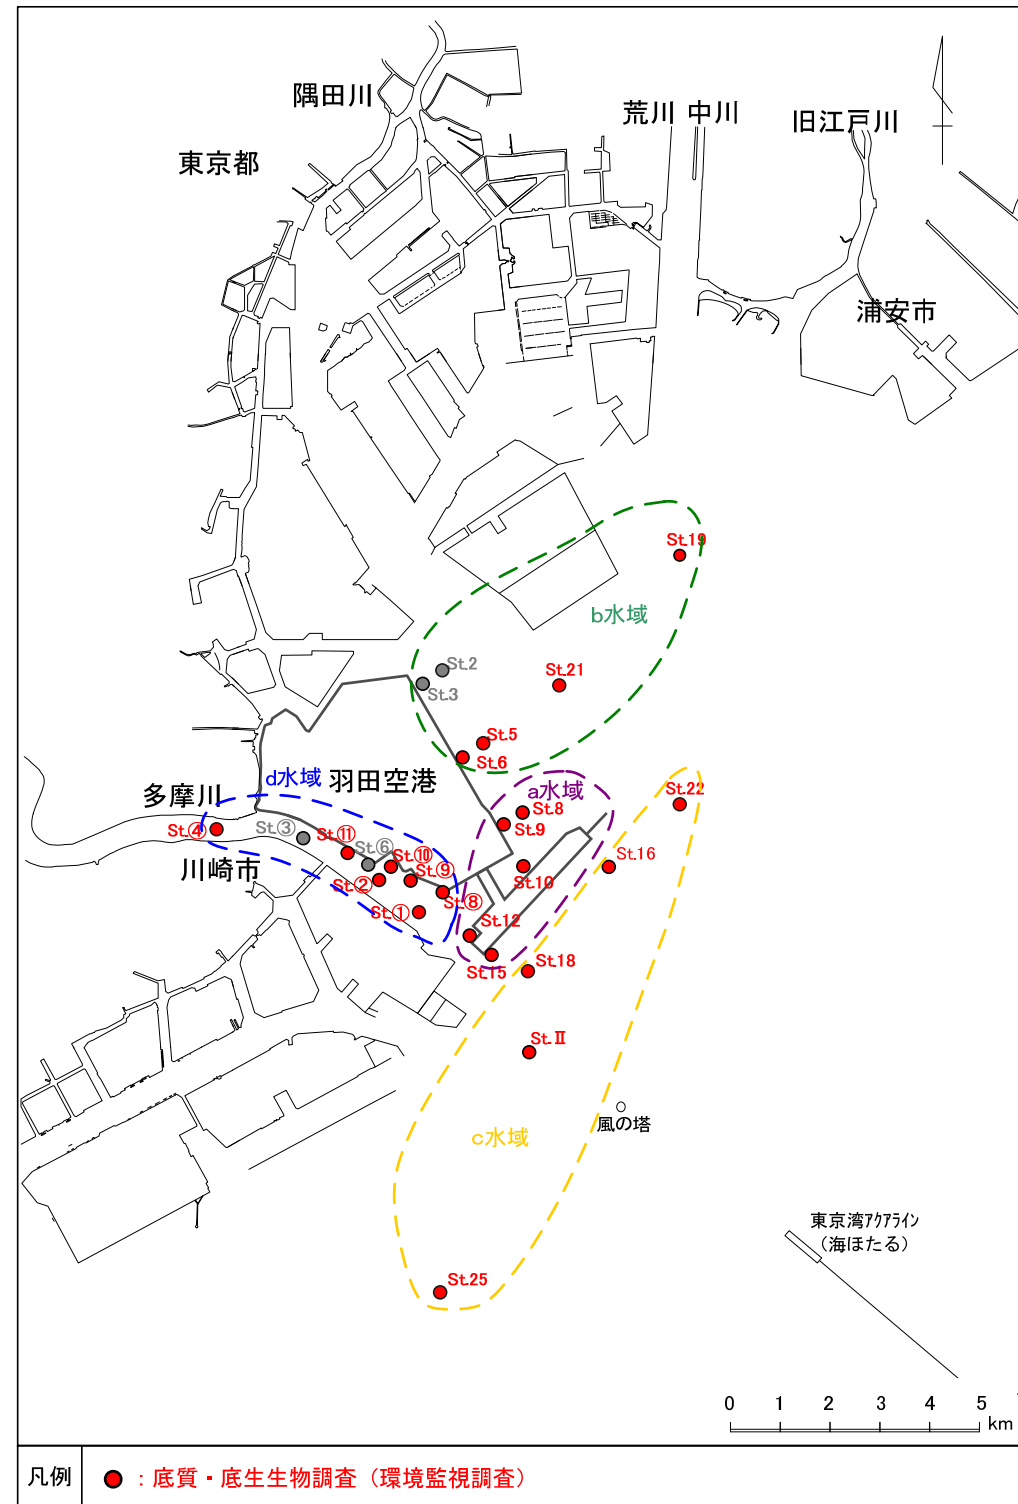 隅田川
荒川 中川
旧江戸川
東京都
浦安市
St.19
b水域
St.2
St.3
St.21
St.5
St.6
d水域
羽田空港
a水域
多摩川
St.22
St.8
St.④
St.③
St.⑪
St.9
St.⑥
St.⑩
St.16
川崎市
St.②
St.⑨
St.10
St.⑧
St.①
St.12
St.15
St.18
St.Ⅱ
風の塔
c水域
東京湾ｱｸｱﾗｲﾝ
（海ほたる）
St.25
0 1 2 3 4 5
km
凡例
：底質・底生生物調査（環境監視調査）